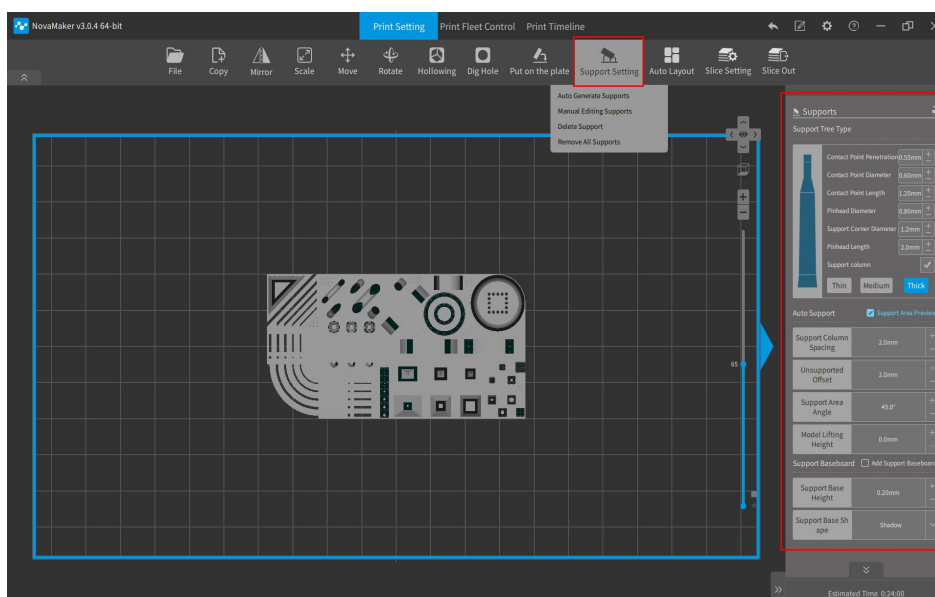 NovaMaker v3.0.4 64-bit
Print Setting Print Fleet Control Print Timeline
File Copy Mirror Scale Move Rotate Hollowing Dig Hole Put on the plate Support Setting Auto Layout Slice Setting Slice Out
Auto Generate Supports
Manual Editing Supports
Delete Support
Remove All Supports
65
Supports
Support Tree Type
Contact Point Penetration 0.55mm
Contact Point Diameter 0.60mm
Contact Point Length 1.20mm
Pinhead Diameter 0.80mm
Support Corner Diameter 1.2mm
Pinhead Length 2.0mm
Support column
Thin Medium Thick
Auto Support Support Area Preview
Support Column
Spacing
2.0mm
Unsupported
Offset
2.0mm
Support Area
Angle
45.0°
Model Lifting
Height
0.0mm
Support Baseboard Add Support Baseboard
Support Base
Height
0.20mm
Support Base Sh
ape
Shadow
Estimated Time 0:24:00